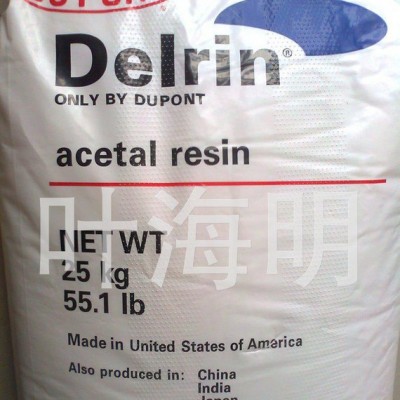 Delrin®
ONLY BY DUPONT
acetal resin
叶海明
NET WT
25 kg
55.1 lb
Made in United States of America
Also produced in: China
India
Japan